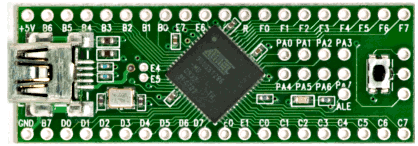 +5V B6 B5 B4 B3 B2 B1 B0 E7 E6 R F0 F1 F2 F3 F4 F5 F6 F7
PA0 PA1 PA2 PA3
E4
E5
ATMEL
PA4 PA5 PA6 PA7
ALE
GND B7 D0 D1 D2 D3 D4 D5 D6 D7 E0 E1 C0 C1 C2 C3 C4 C5 C6 C7